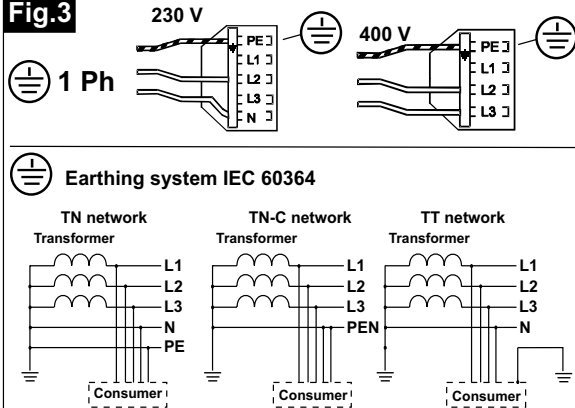 Fig.3
230 V
PE
L1
L2
L3
N
400 V
PE
L1
L2
L3
1 Ph
Earthing system IEC 60364
TN network
Transformer
L1
L2
L3
N
PE
Consumer
TN-C network
Transformer
L1
L2
L3
PEN
Consumer
TT network
Transformer
L1
L2
L3
N
Consumer